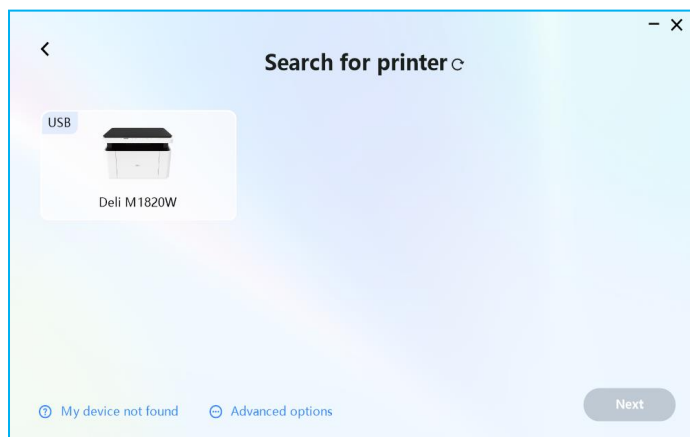 Search for printer
USB
Deli M1820W
My device not found
Advanced options
Next